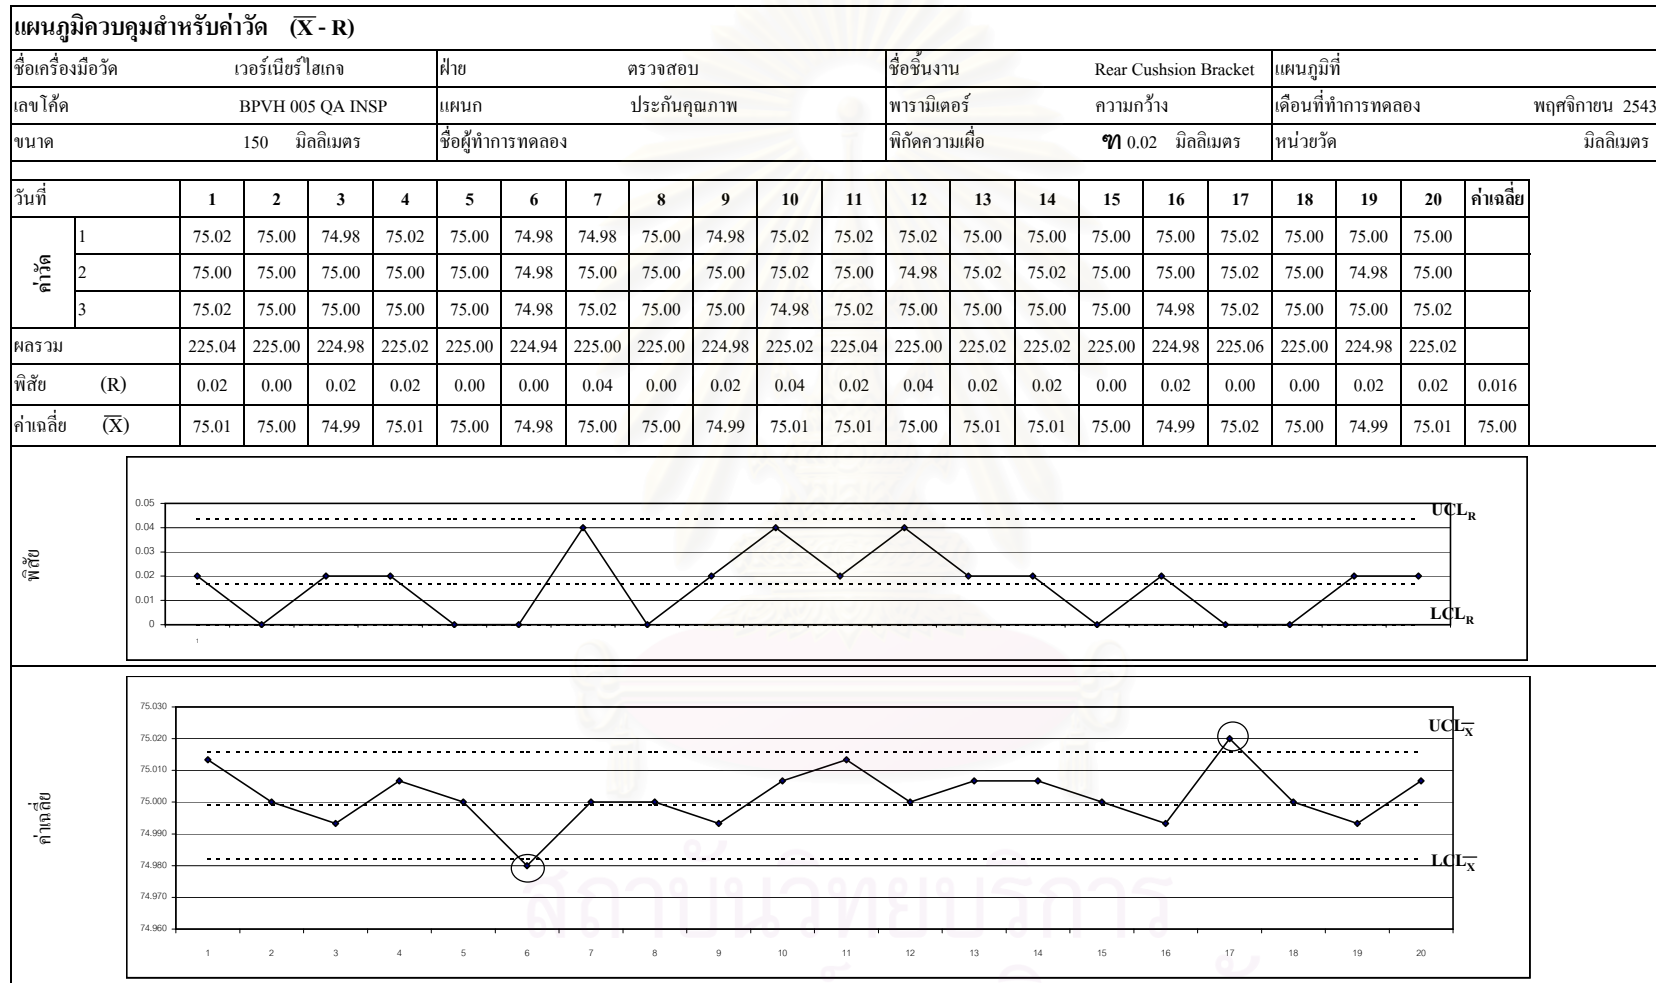 แผนภูมิควบคุมสำหรับค่าวัด (X̅ - R)
ชื่อเครื่องมือวัด เวอร์เนียร์ไฮเกจ ฝ่าย ตรวจสอบ ชื่อชิ้นงาน Rear Cushsion Bracket แผนภูมิที่
เลขโค้ด BPVH 005 QA INSP แผนก ประกันคุณภาพ พารามิเตอร์ ความกว้าง เดือนที่ทำการทดลอง พฤศจิกายน 2543
ขนาด 150 มิลลิเมตร ชื่อผู้ทำการทดลอง พิกัดความเผื่อ ฑ 0.02 มิลลิเมตร หน่วยวัด มิลลิเมตร
วันที่ 1 2 3 4 5 6 7 8 9 10 11 12 13 14 15 16 17 18 19 20 ค่าเฉลี่ย
ค่าวัด
1 75.02 75.00 74.98 75.02 75.00 74.98 74.98 75.00 74.98 75.02 75.02 75.02 75.00 75.00 75.00 75.00 75.02 75.00 75.00 75.00
2 75.00 75.00 75.00 75.00 75.00 74.98 75.00 75.00 75.00 75.02 75.00 74.98 75.02 75.02 75.00 75.00 75.02 75.00 74.98 75.00
3 75.02 75.00 75.00 75.00 75.00 74.98 75.02 75.00 75.00 74.98 75.02 75.00 75.00 75.00 75.00 74.98 75.02 75.00 75.00 75.02
ผลรวม 225.04 225.00 224.98 225.02 225.00 224.94 225.00 225.00 224.98 225.02 225.04 225.00 225.02 225.02 225.00 224.98 225.06 225.00 224.98 225.02
พิสัย (R) 0.02 0.00 0.02 0.02 0.00 0.00 0.04 0.00 0.02 0.04 0.02 0.04 0.02 0.02 0.00 0.02 0.00 0.00 0.02 0.02 0.016
ค่าเฉลี่ย (X̅) 75.01 75.00 74.99 75.01 75.00 74.98 75.00 75.00 74.99 75.01 75.01 75.00 75.01 75.01 75.00 74.99 75.02 75.00 74.99 75.01 75.00
พิสัย
0.05
0.04
0.03
0.02
0.01
0
1
UCL_R
LCL_R
ค่าเฉลี่ย
75.030
75.020
75.010
75.000
74.990
74.980
74.970
74.960
UCL_X̅
LCL_X̅
1 2 3 4 5 6 7 8 9 10 11 12 13 14 15 16 17 18 19 20
สถาบันวิทยบริการ